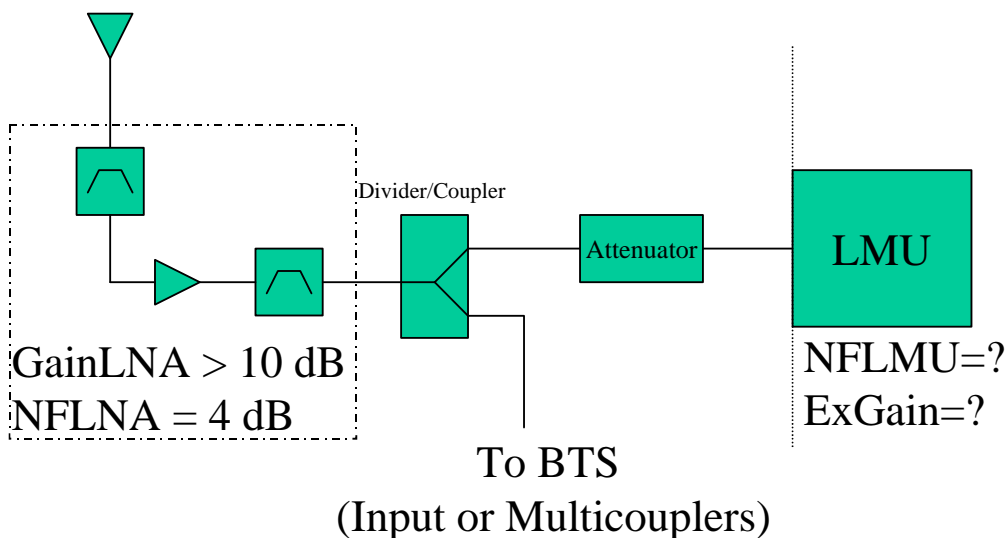 Divider/Coupler
Attenuator
LMU
GainLNA > 10 dB
NFLNA = 4 dB
NFLMU=?
ExGain=?
To BTS
(Input or Multicouplers)